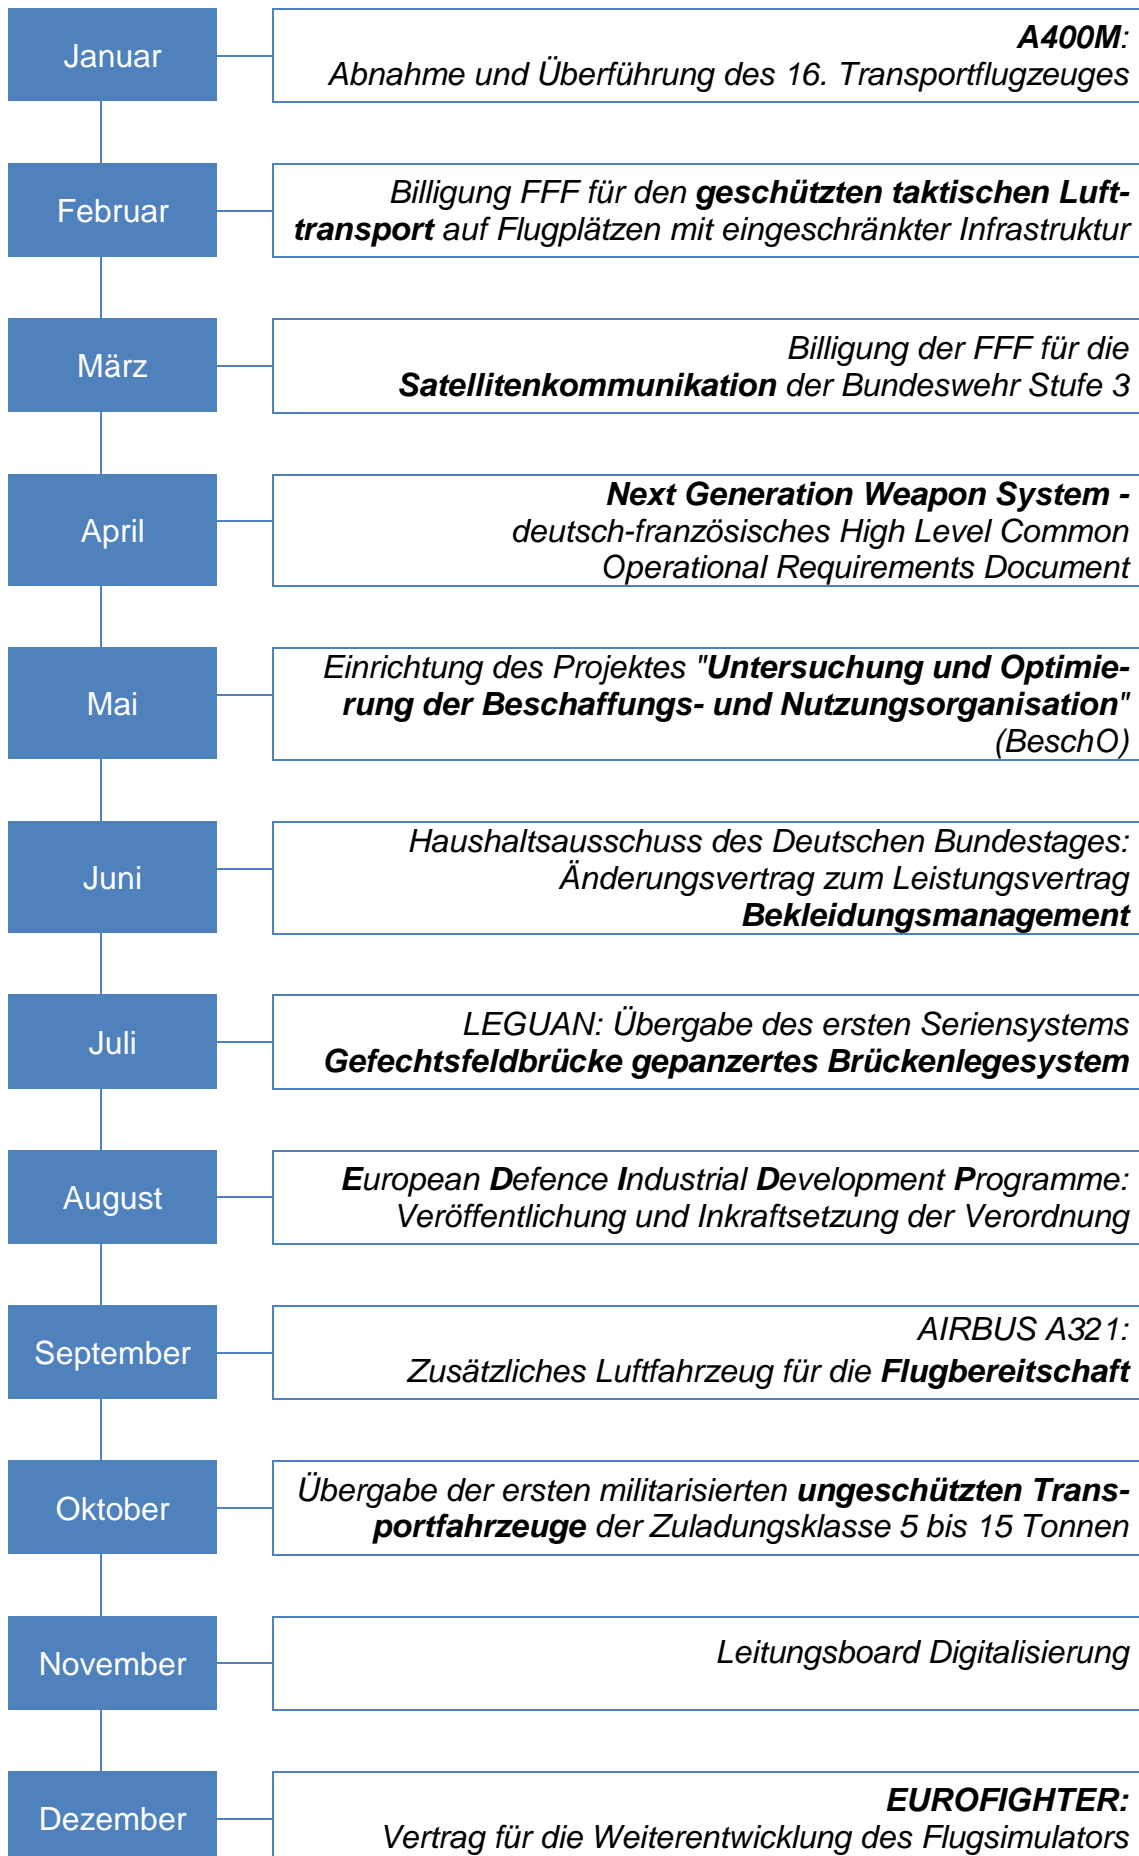 Januar
A400M:
Abnahme und Überführung des 16. Transportflugzeuges
Februar
Billigung FFF für den geschützten taktischen Luft-
transport auf Flugplätzen mit eingeschränkter Infrastruktur
März
Billigung der FFF für die
Satellitenkommunikation der Bundeswehr Stufe 3
April
Next Generation Weapon System -
deutsch-französisches High Level Common
Operational Requirements Document
Mai
Einrichtung des Projektes "Untersuchung und Optimie-
rung der Beschaffungs- und Nutzungsorganisation"
(BeschO)
Juni
Haushaltsausschuss des Deutschen Bundestages:
Änderungsvertrag zum Leistungsvertrag
Bekleidungsmanagement
Juli
LEGUAN: Übergabe des ersten Seriensystems
Gefechtsfeldbrücke gepanzertes Brückenlegesystem
August
European Defence Industrial Development Programme:
Veröffentlichung und Inkraftsetzung der Verordnung
September
AIRBUS A321:
Zusätzliches Luftfahrzeug für die Flugbereitschaft
Oktober
Übergabe der ersten militarisierten ungeschützten Trans-
portfahrzeuge der Zuladungsklasse 5 bis 15 Tonnen
November
Leitungsboard Digitalisierung
Dezember
EUROFIGHTER:
Vertrag für die Weiterentwicklung des Flugsimulators